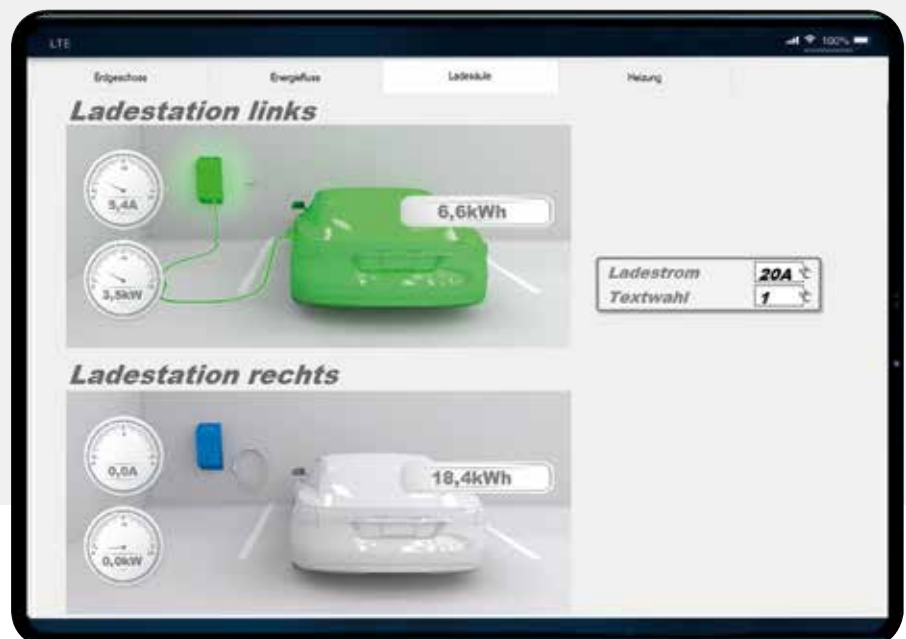 LTE
100%
Erdgeschoss
Energiefluss
Ladesäule
Heizung
Ladestation links
5,4A
6,6kWh
3,5kW
Ladestrom 20A
Textwahl 1
Ladestation rechts
0,0A
18,4kWh
0,0kW